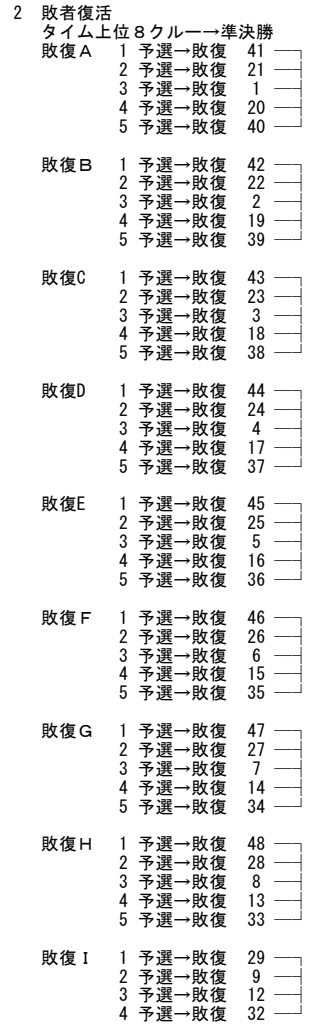 2 敗者復活
タイム上位８クルー→準決勝
敗復Ａ 1 予選→敗復 41
2 予選→敗復 21
3 予選→敗復 1
4 予選→敗復 20
5 予選→敗復 40
敗復Ｂ 1 予選→敗復 42
2 予選→敗復 22
3 予選→敗復 2
4 予選→敗復 19
5 予選→敗復 39
敗復C 1 予選→敗復 43
2 予選→敗復 23
3 予選→敗復 3
4 予選→敗復 18
5 予選→敗復 38
敗復D 1 予選→敗復 44
2 予選→敗復 24
3 予選→敗復 4
4 予選→敗復 17
5 予選→敗復 37
敗復E 1 予選→敗復 45
2 予選→敗復 25
3 予選→敗復 5
4 予選→敗復 16
5 予選→敗復 36
敗復Ｆ 1 予選→敗復 46
2 予選→敗復 26
3 予選→敗復 6
4 予選→敗復 15
5 予選→敗復 35
敗復Ｇ 1 予選→敗復 47
2 予選→敗復 27
3 予選→敗復 7
4 予選→敗復 14
5 予選→敗復 34
敗復Ｈ 1 予選→敗復 48
2 予選→敗復 28
3 予選→敗復 8
4 予選→敗復 13
5 予選→敗復 33
敗復Ｉ 1 予選→敗復 29
2 予選→敗復 9
3 予選→敗復 12
4 予選→敗復 32